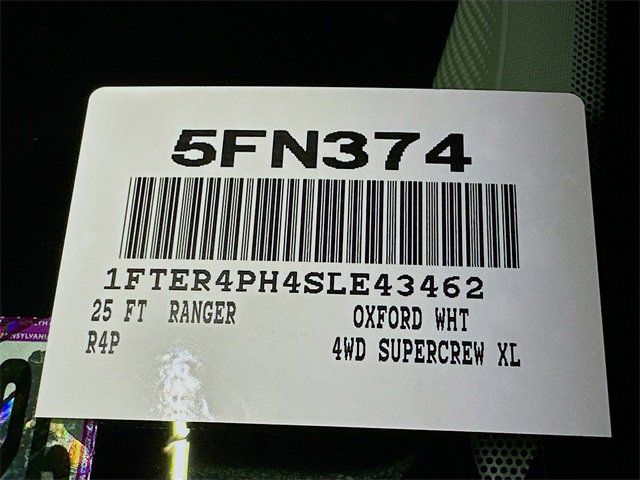 5FN374
1FTER4PH4SLE43462
25 FT RANGER OXFORD WHT
R4P 4WD SUPERCREW XL